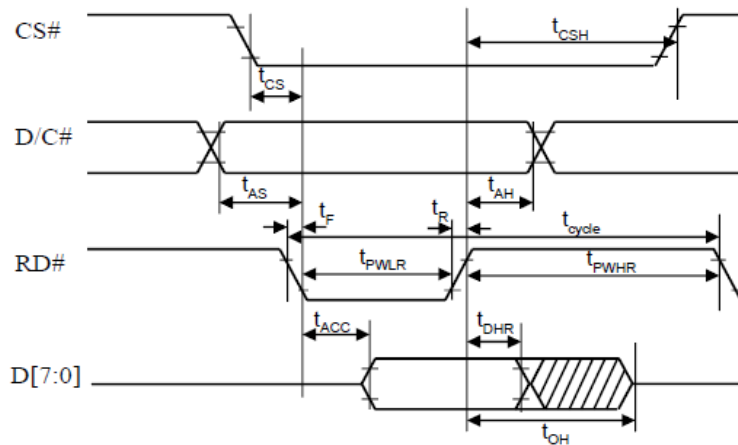 CS#
t_CSH
t_CS
D/C#
t_AS
t_AH
t_F
t_R
t_cycle
RD#
t_PWLR
t_PWHR
t_ACC
t_DHR
D[7:0]
t_OH